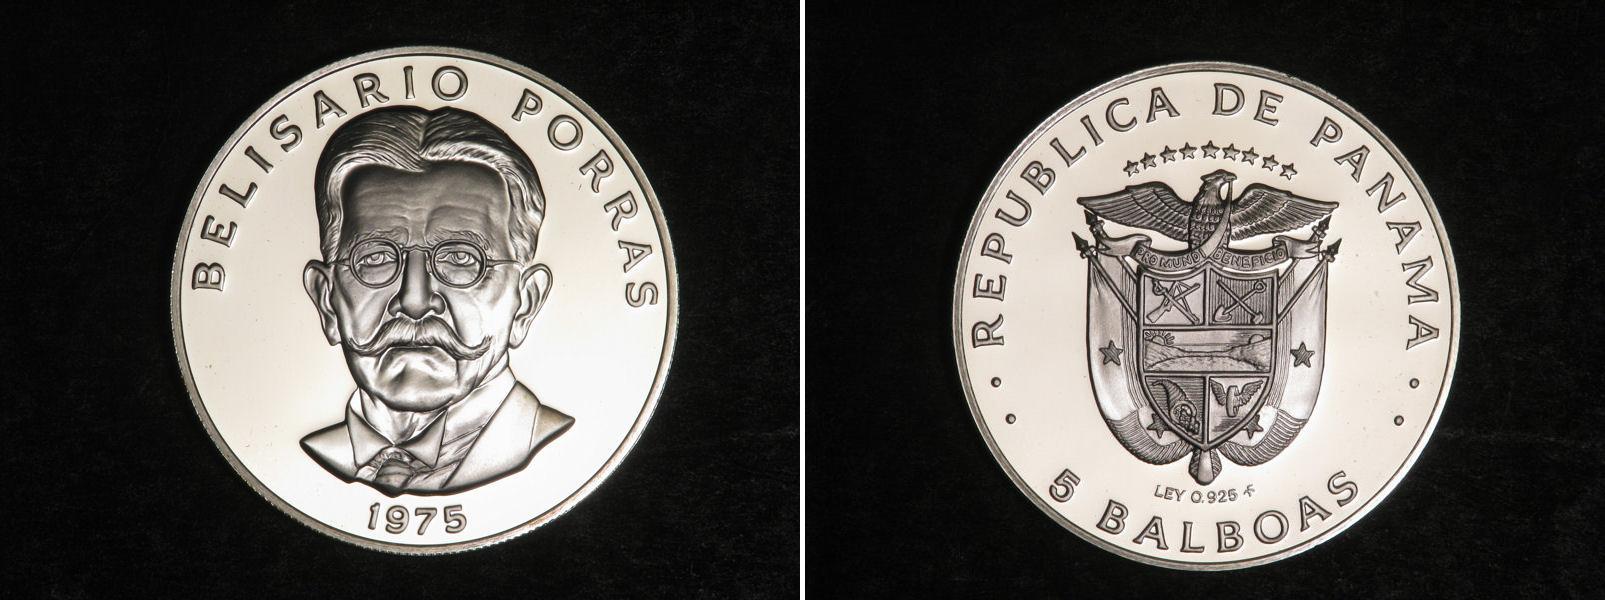 BELISARIO PORRAS
1975
REPUBLICA DE PANAMA
PRO MUNDI BENEFICIO
LEY 0.925
5 BALBOAS